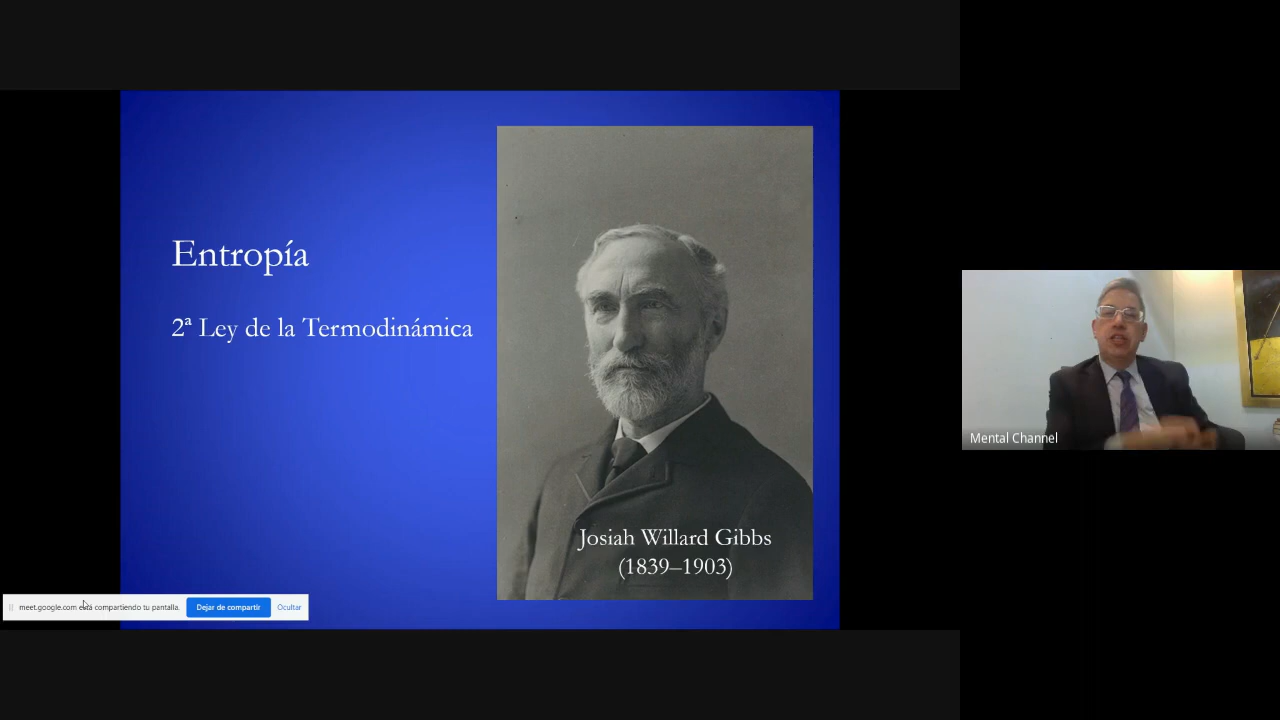 Entropía
2ª Ley de la Termodinámica
Josiah Willard Gibbs
(1839–1903)
Mental Channel
meet.google.com está compartiendo tu pantalla.
Dejar de compartir
Ocultar